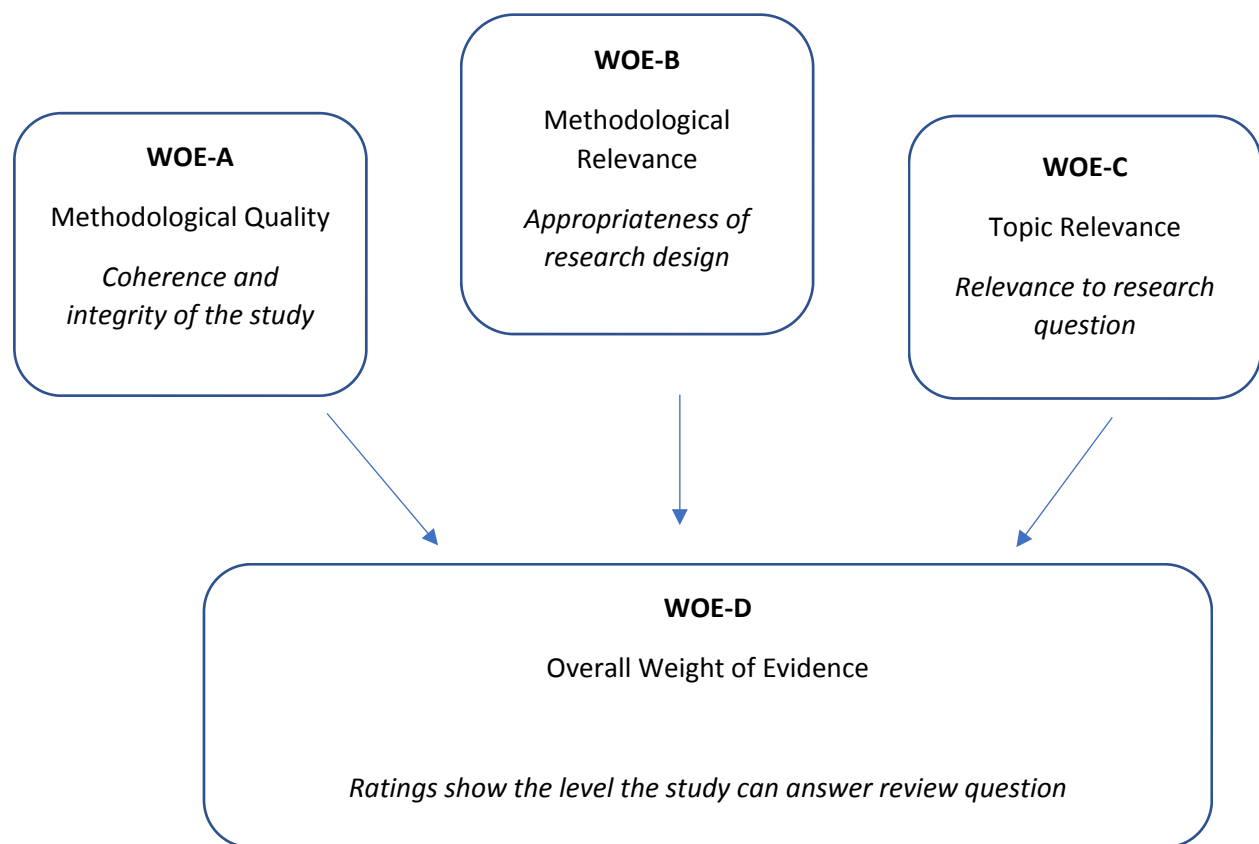 WOE-A
Methodological Quality
Coherence and
integrity of the study
WOE-B
Methodological
Relevance
Appropriateness of
research design
WOE-C
Topic Relevance
Relevance to research
question
WOE-D
Overall Weight of Evidence
Ratings show the level the study can answer review question